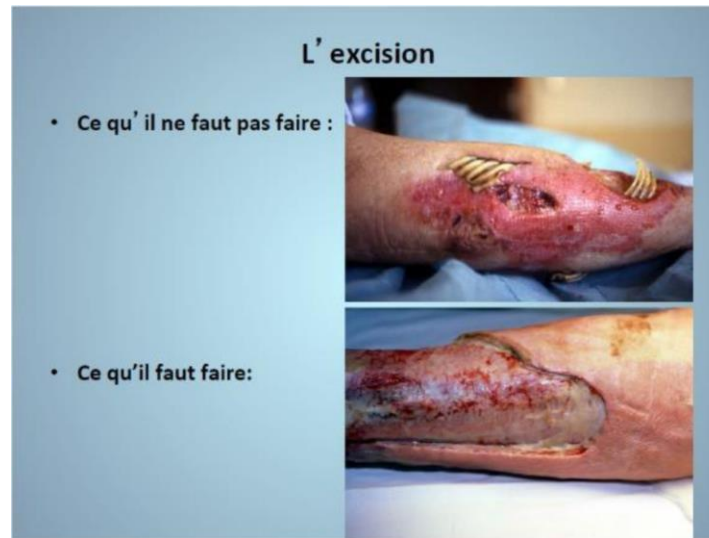 L’ excision
• Ce qu’ il ne faut pas faire :
• Ce qu’il faut faire: